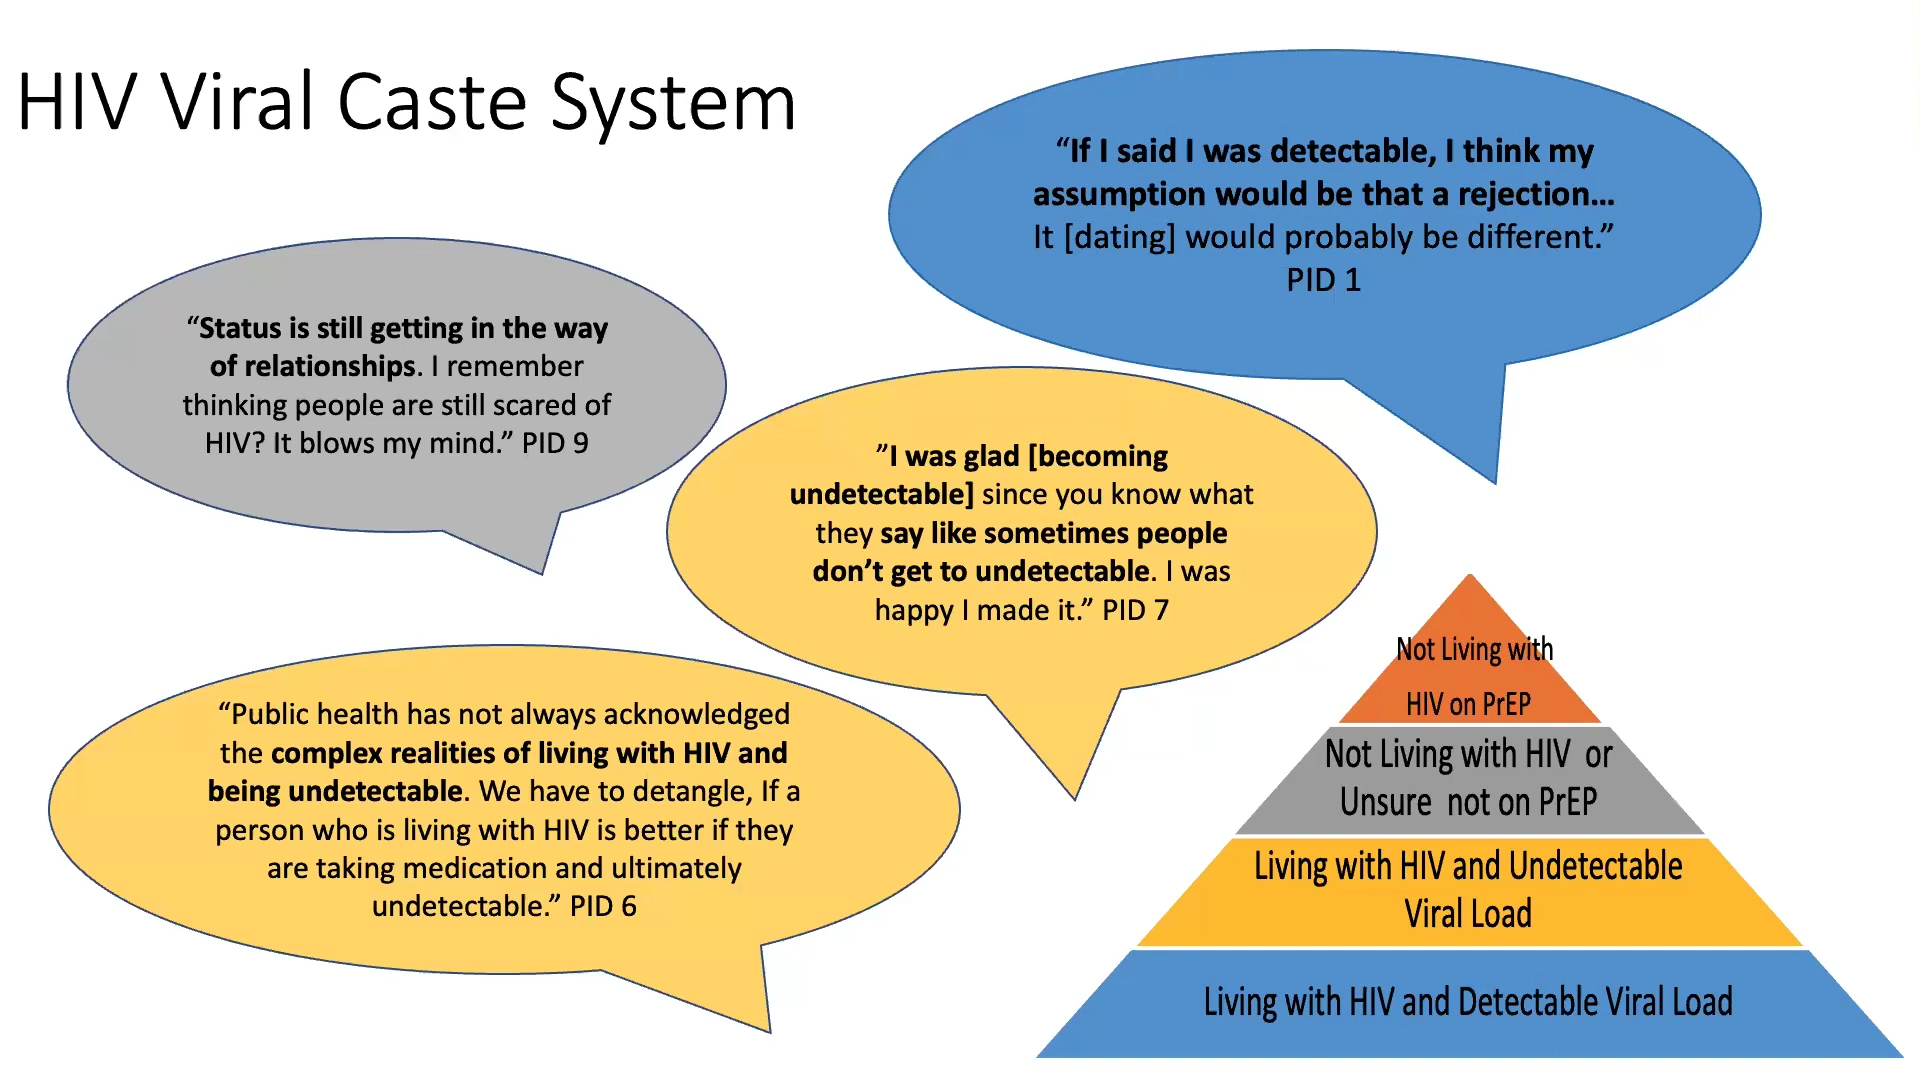 HIV Viral Caste System
“If I said I was detectable, I think my
assumption would be that a rejection...
It [dating] would probably be different.”
PID 1
“Status is still getting in the way
of relationships. I remember
thinking people are still scared of
HIV? It blows my mind.” PID 9
”I was glad [becoming
undetectable] since you know what
they say like sometimes people
don’t get to undetectable. I was
happy I made it.” PID 7
“Public health has not always acknowledged
the complex realities of living with HIV and
being undetectable. We have to detangle, If a
person who is living with HIV is better if they
are taking medication and ultimately
undetectable.” PID 6
Not Living with
HIV on PrEP
Not Living with HIV or
Unsure not on PrEP
Living with HIV and Undetectable
Viral Load
Living with HIV and Detectable Viral Load